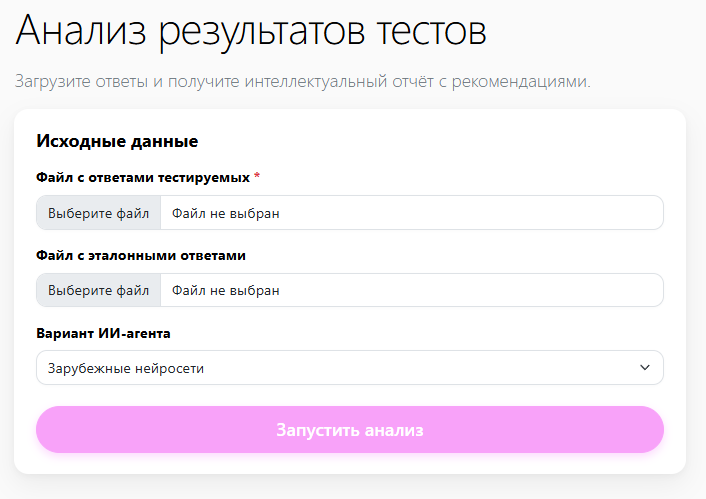 Анализ результатов тестов
Загрузите ответы и получите интеллектуальный отчёт с рекомендациями.
Исходные данные
Файл с ответами тестируемых *
Выберите файл Файл не выбран
Файл с эталонными ответами
Выберите файл Файл не выбран
Вариант ИИ-агента
Зарубежные нейросети
Запустить анализ